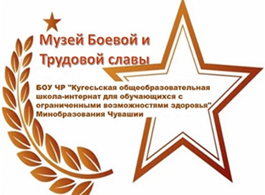 Музей Боевой и
Трудовой славы
БОУ ЧР "Кугесьская общеобразовательная
школа-интернат для обучающихся с
ограниченными возможностями здоровья"
Минобразования Чувашии